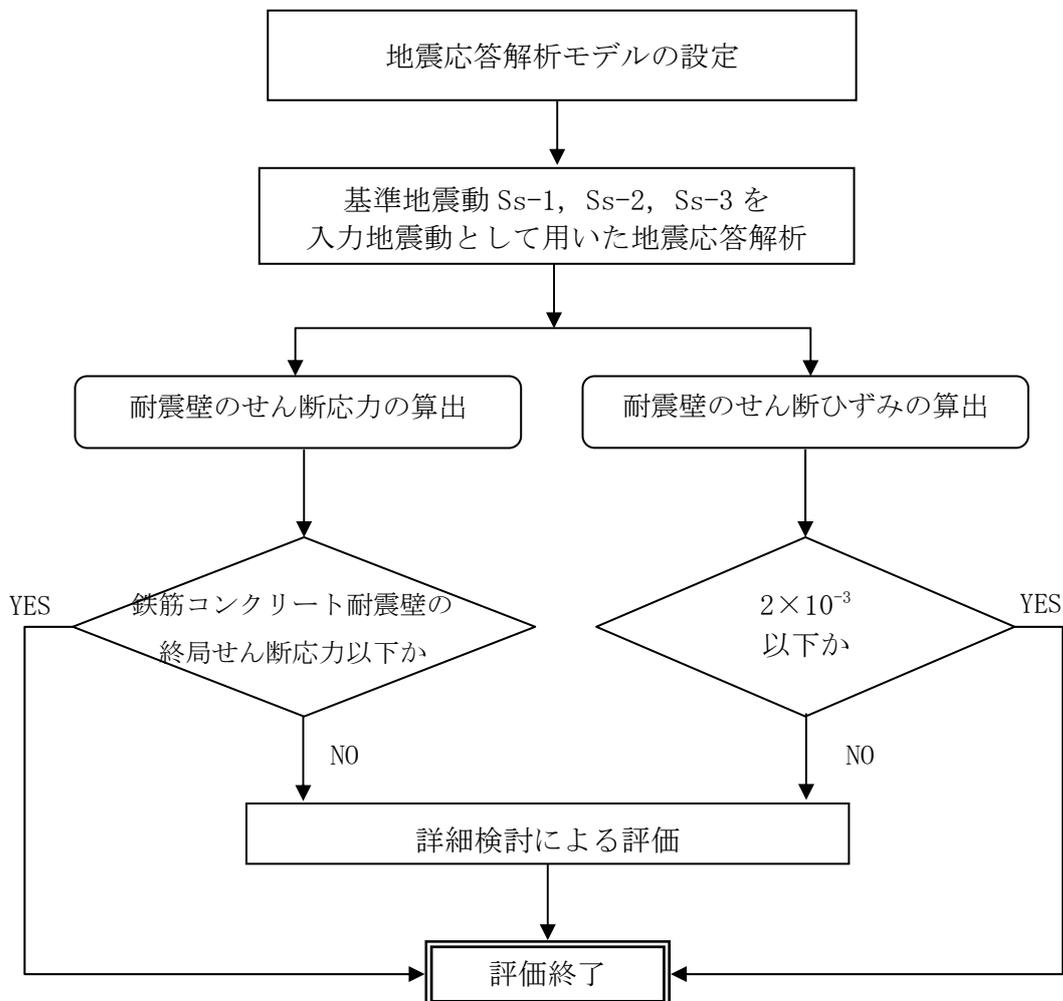 地震応答解析モデルの設定
基準地震動 Ss-1, Ss-2, Ss-3 を
入力地震動として用いた地震応答解析
耐震壁のせん断応力の算出
耐震壁のせん断ひずみの算出
YES
鉄筋コンクリート耐震壁の
終局せん断応力以下か
2×10⁻³
以下か
YES
NO
NO
詳細検討による評価
評価終了